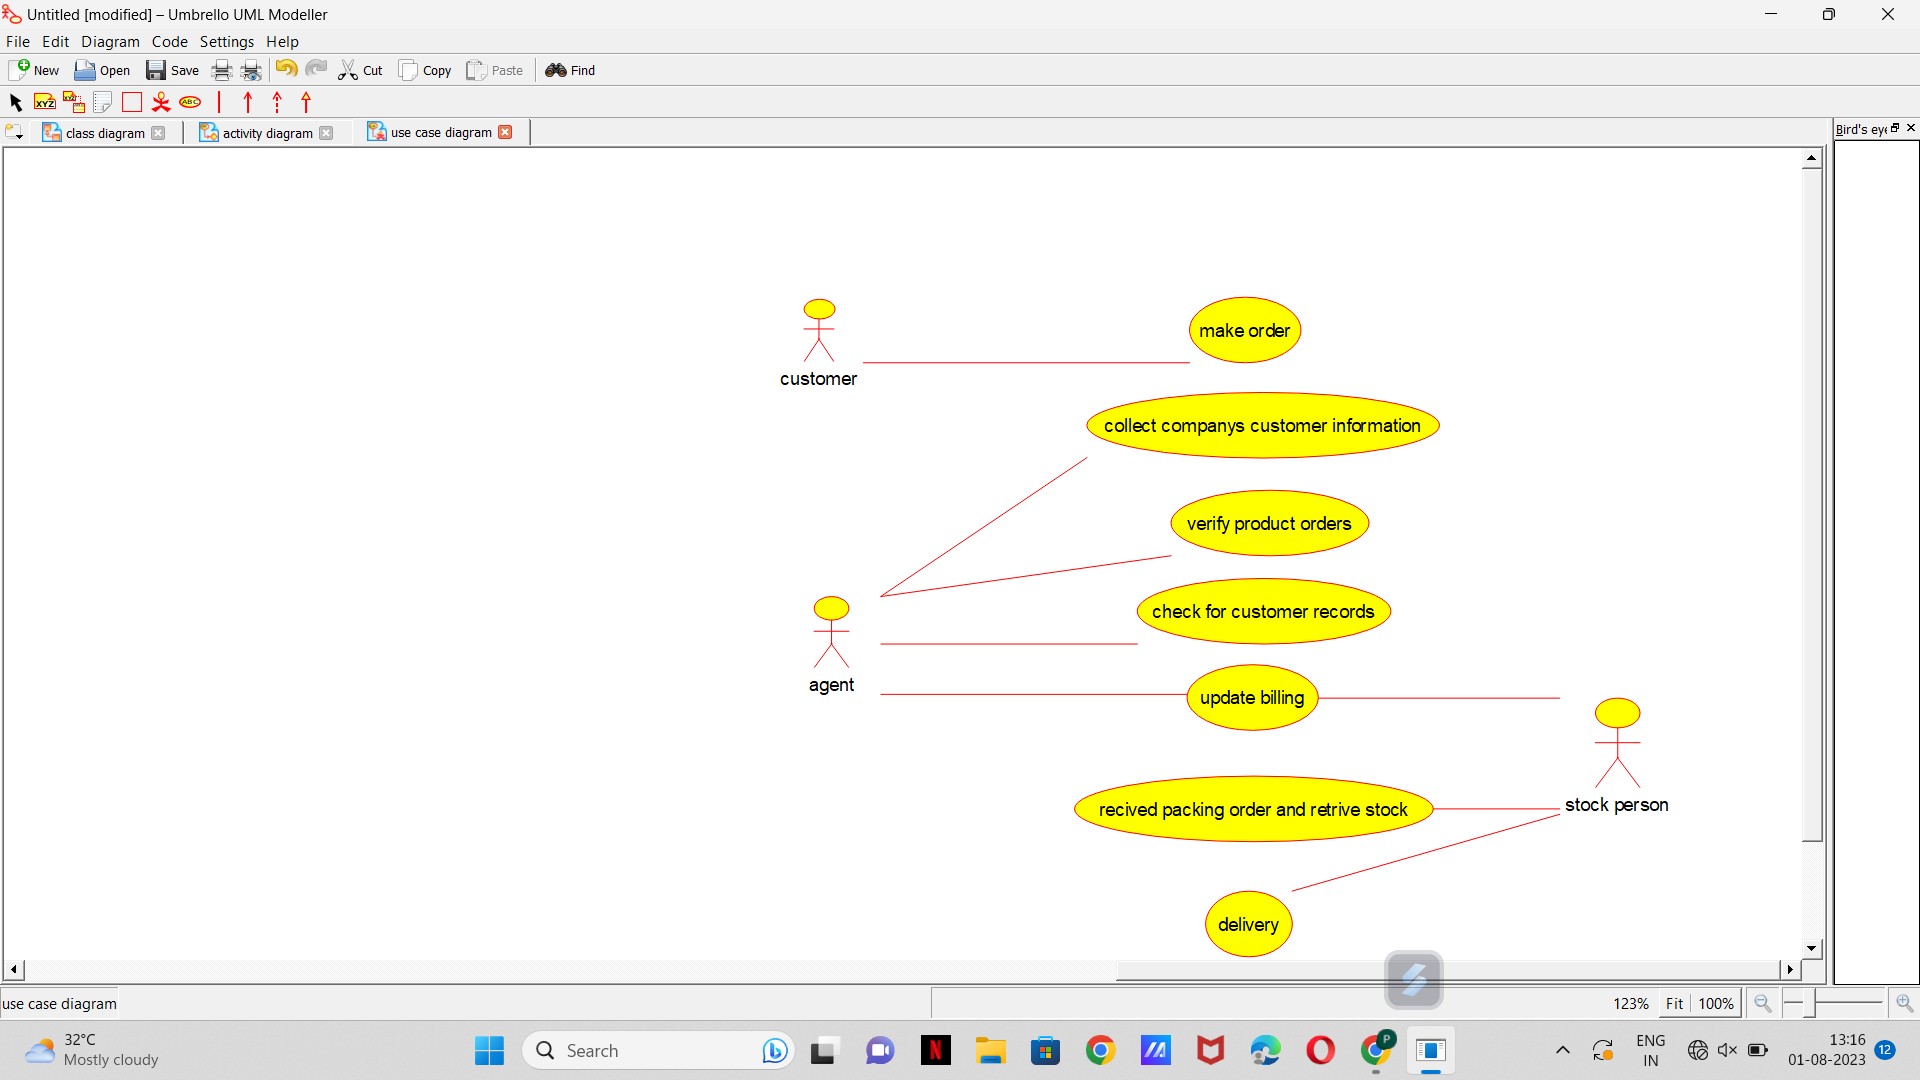 Untitled [modified] – Umbrello UML Modeller
File Edit Diagram Code Settings Help
New Open Save Cut Copy Paste Find
XYZ XYZ ABC
class diagram activity diagram use case diagram
Bird's eye
make order
customer
collect companys customer information
verify product orders
check for customer records
agent
update billing
recived packing order and retrive stock
stock person
delivery
use case diagram
123% Fit 100%
32°C
Mostly cloudy
Search
N
P
ENG
IN
13:16
01-08-2023
12